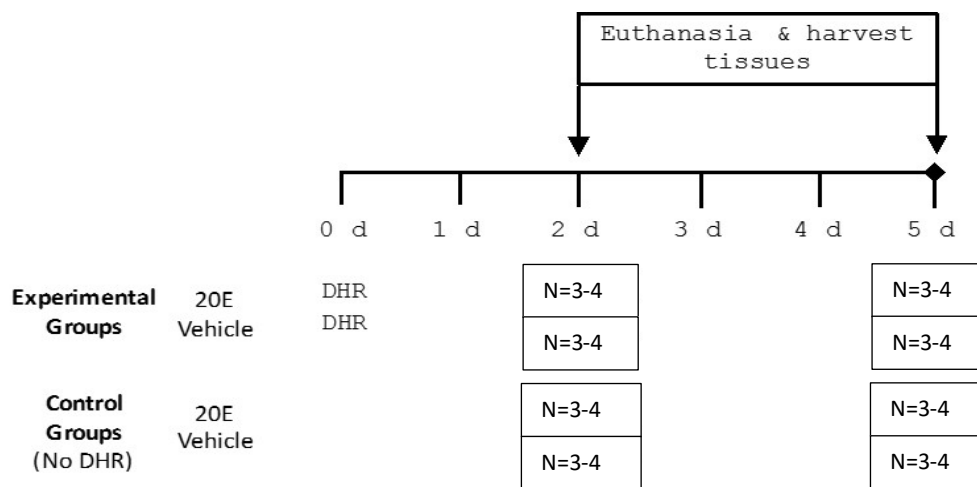 Euthanasia & harvest
tissues
0 d 1 d 2 d 3 d 4 d 5 d
Experimental
Groups
20E
Vehicle
DHR
DHR
N=3-4
N=3-4
N=3-4
N=3-4
Control
Groups
(No DHR)
20E
Vehicle
N=3-4
N=3-4
N=3-4
N=3-4